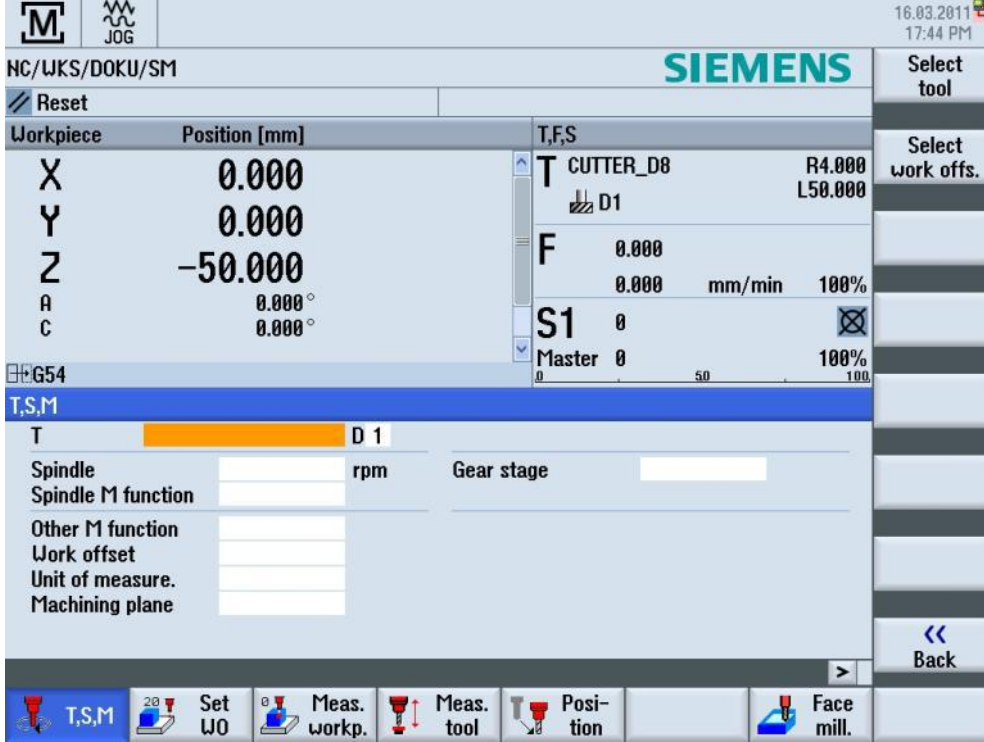 M
JOG
16.03.2011
17:44 PM
NC/WKS/DOKU/SM
SIEMENS
Reset
Select
tool
Workpiece Position [mm]
T,F,S
Select
work offs.
X 0.000
Y 0.000
Z -50.000
A 0.000°
C 0.000°
G54
T CUTTER_D8 R4.000
D1 L50.000
F 0.000
0.000 mm/min 100%
S1 0
Master 0 100%
0 50 100
T,S,M
T D 1
Spindle rpm Gear stage
Spindle M function
Other M function
Work offset
Unit of measure.
Machining plane
<<
Back
>
T,S,M
20
Set
WO
0
Meas.
workp.
Meas.
tool
Posi-
tion
Face
mill.